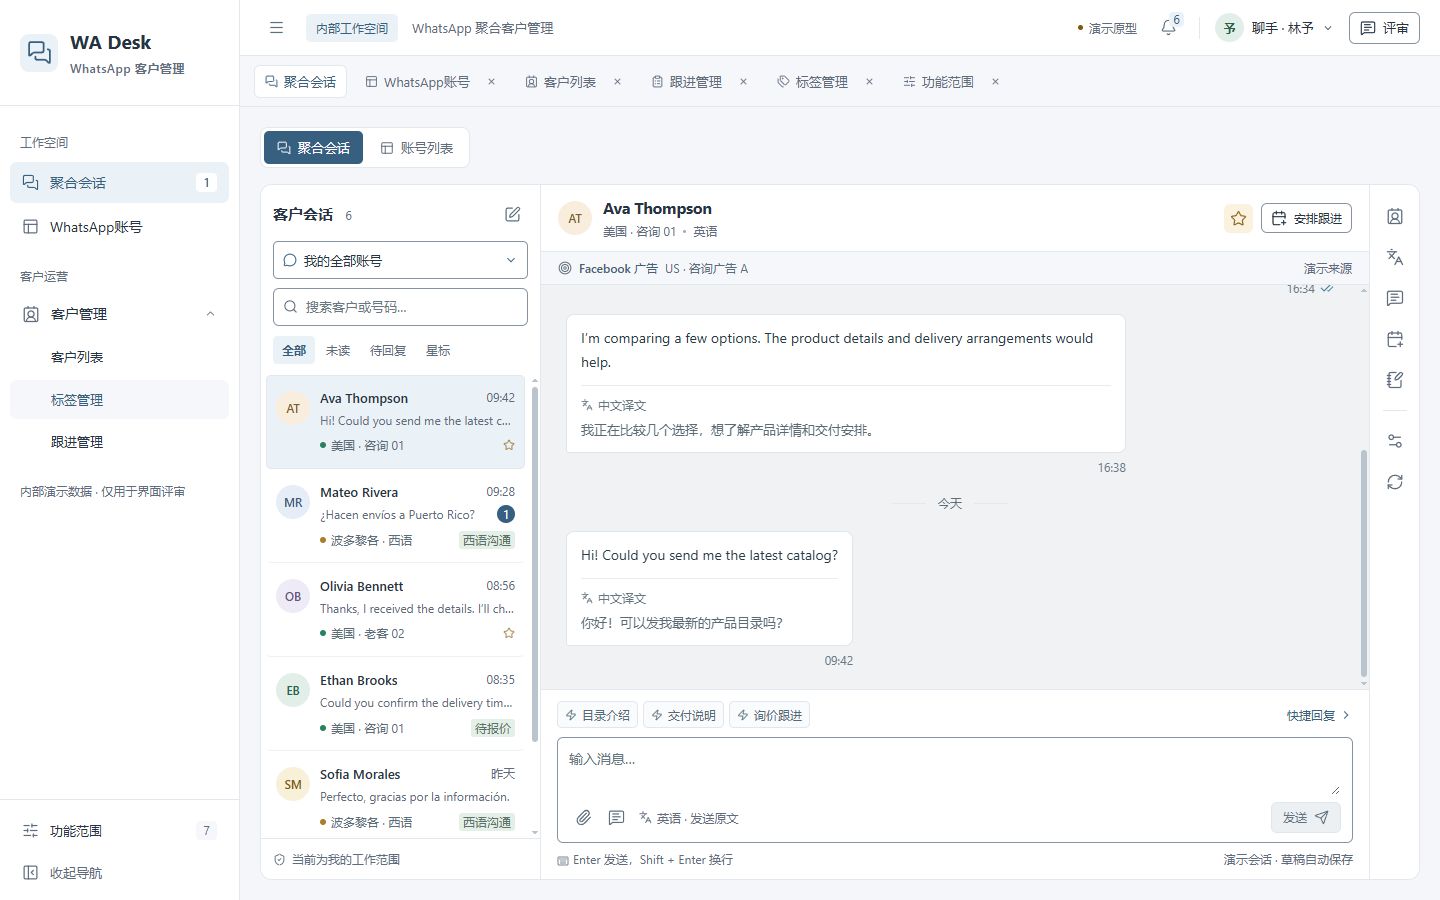 WA Desk
WhatsApp 客户管理
工作空间
聚合会话 1
WhatsApp账号
客户运营
客户管理
客户列表
标签管理
跟进管理
内部演示数据 · 仅用于界面评审
功能范围 7
收起导航
内部工作空间 WhatsApp 聚合客户管理
演示原型 6 予 聊手 · 林予 评审
聚合会话 WhatsApp账号 × 客户列表 × 跟进管理 × 标签管理 × 功能范围 ×
聚合会话 账号列表
客户会话 6
我的全部账号
搜索客户或号码...
全部 未读 待回复 星标
AT Ava Thompson 09:42
Hi! Could you send me the latest c...
美国 · 咨询 01
MR Mateo Rivera 09:28
¿Hacen envíos a Puerto Rico? 1
波多黎各 · 西语 西语沟通
OB Olivia Bennett 08:56
Thanks, I received the details. I'll ch...
美国 · 老客 02
EB Ethan Brooks 08:35
Could you confirm the delivery tim...
美国 · 咨询 01 待报价
SM Sofia Morales 昨天
Perfecto, gracias por la información.
波多黎各 · 西语 西语沟通
当前为我的工作范围
AT Ava Thompson
美国 · 咨询 01 • 英语
安排跟进
Facebook 广告 US · 咨询广告 A 演示来源
16:34
I'm comparing a few options. The product details and delivery arrangements would
help.
中文译文
我正在比较几个选择，想了解产品详情和交付安排。
16:38
今天
Hi! Could you send me the latest catalog?
中文译文
你好！可以发我最新的产品目录吗？
09:42
目录介绍 交付说明 询价跟进 快捷回复
输入消息...
英语 · 发送原文 发送
Enter 发送，Shift + Enter 换行 演示会话 · 草稿自动保存